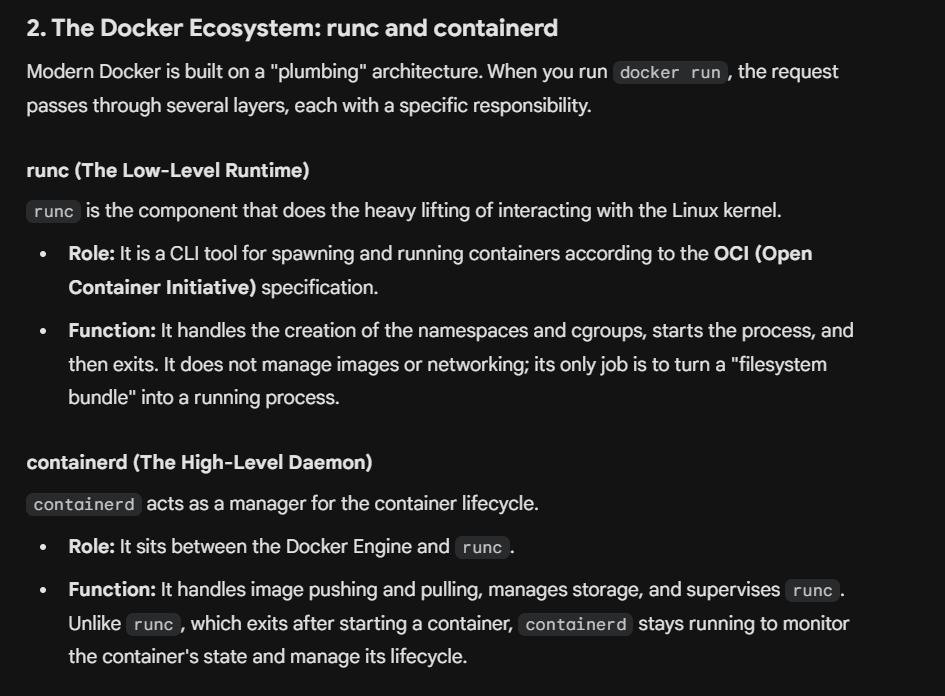 2. The Docker Ecosystem: runc and containerd
Modern Docker is built on a "plumbing" architecture. When you run docker run, the request
passes through several layers, each with a specific responsibility.
runc (The Low-Level Runtime)
runc is the component that does the heavy lifting of interacting with the Linux kernel.
• Role: It is a CLI tool for spawning and running containers according to the OCI (Open
Container Initiative) specification.
• Function: It handles the creation of the namespaces and cgroups, starts the process, and
then exits. It does not manage images or networking; its only job is to turn a "filesystem
bundle" into a running process.
containerd (The High-Level Daemon)
containerd acts as a manager for the container lifecycle.
• Role: It sits between the Docker Engine and runc.
• Function: It handles image pushing and pulling, manages storage, and supervises runc.
Unlike runc, which exits after starting a container, containerd stays running to monitor
the container's state and manage its lifecycle.